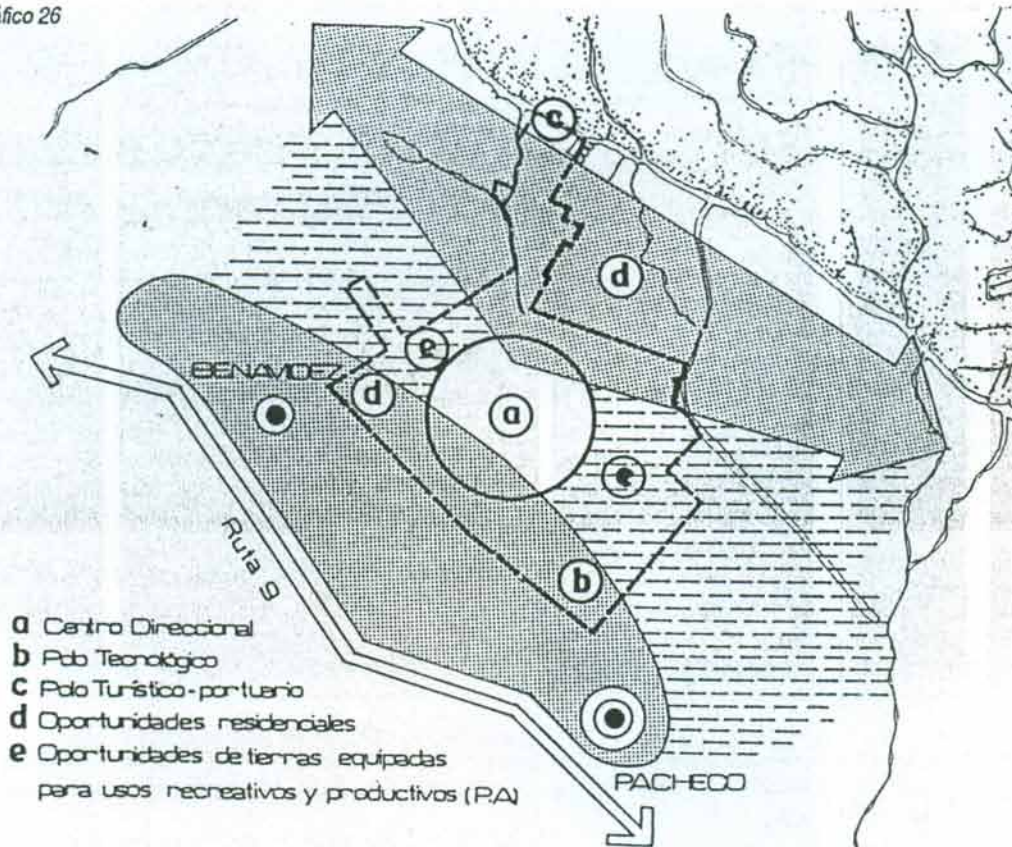 áfico 26
c
d
BENAVIDEZ
e
d
a
e
b
Ruta 9
a Centro Direccional
b Polo Tecnológico
c Polo Turístico-portuario
d Oportunidades residenciales
e Oportunidades de tierras equipadas
para usos recreativos y productivos (P.A)
PACHECO